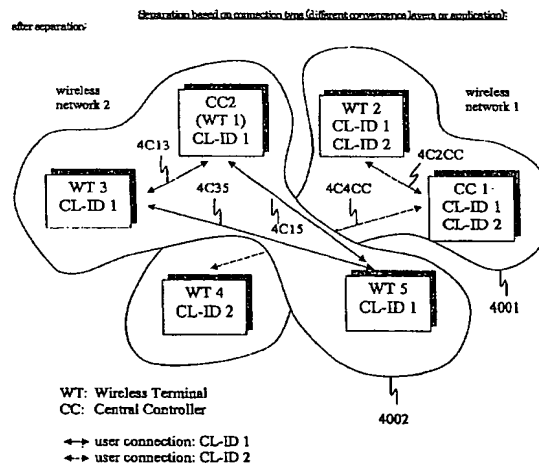 Separation based on connection type (different convergence layers or application):
after separation:
wireless
network 2
CC2
(WT 1)
CL-ID 1
WT 2
CL-ID 1
CL-ID 2
wireless
network 1
4C13
4C2CC
WT 3
CL-ID 1
4C35
4C4CC
CC 1
CL-ID 1
CL-ID 2
4C15
WT 4
CL-ID 2
WT 5
CL-ID 1
4001
WT: Wireless Terminal
CC: Central Controller
4002
user connection: CL-ID 1
user connection: CL-ID 2